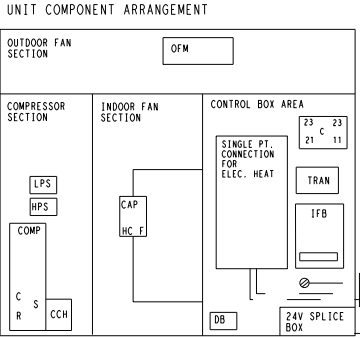 UNIT COMPONENT ARRANGEMENT
OUTDOOR FAN
SECTION
OFM
COMPRESSOR
SECTION
LPS
HPS
COMP
C
S
R
CCH
INDOOR FAN
SECTION
CAP
HC F
CONTROL BOX AREA
23 23
C
21 11
SINGLE PT.
CONNECTION
FOR
ELEC. HEAT
TRAN
IFB
DB
24V SPLICE
BOX